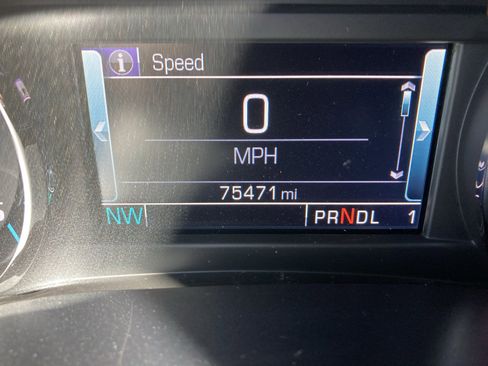 i Speed
0
MPH
75471 mi
NW PRNDL 1